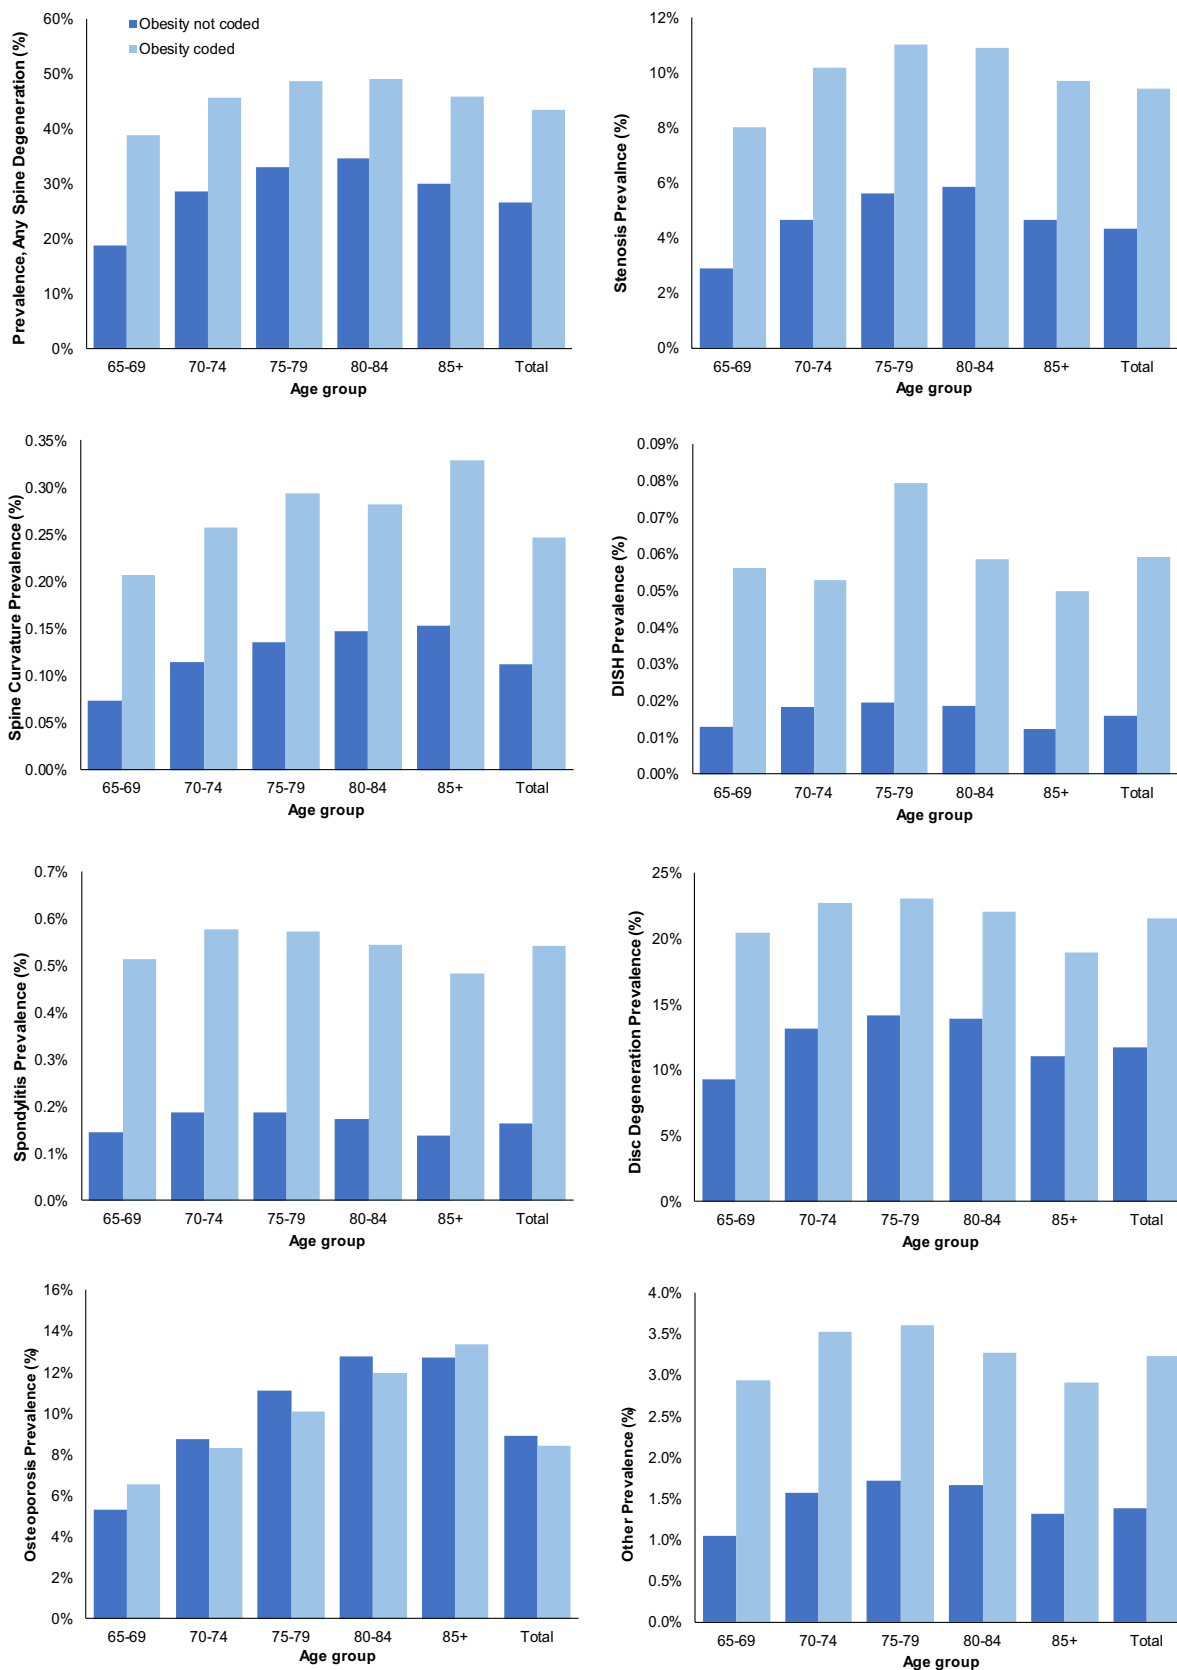 Prevalence, Any Spine Degeneration (%)
60%
50%
40%
30%
20%
10%
0%
Obesity not coded
Obesity coded
65-69 70-74 75-79 80-84 85+ Total
Age group
Stenosis Prevalnce (%)
12%
10%
8%
6%
4%
2%
0%
65-69 70-74 75-79 80-84 85+ Total
Age group
Spine Curvature Prevalence (%)
0.35%
0.30%
0.25%
0.20%
0.15%
0.10%
0.05%
0.00%
65-69 70-74 75-79 80-84 85+ Total
Age group
DISH Prevalence (%)
0.09%
0.08%
0.07%
0.06%
0.05%
0.04%
0.03%
0.02%
0.01%
0.00%
65-69 70-74 75-79 80-84 85+ Total
Age group
Spondylitis Prevalence (%)
0.7%
0.6%
0.5%
0.4%
0.3%
0.2%
0.1%
0.0%
65-69 70-74 75-79 80-84 85+ Total
Age group
Disc Degeneration Prevalence (%)
25%
20%
15%
10%
5%
0%
65-69 70-74 75-79 80-84 85+ Total
Age group
Osteoporosis Prevalence (%)
16%
14%
12%
10%
8%
6%
4%
2%
0%
65-69 70-74 75-79 80-84 85+ Total
Age group
Other Prevalence (%)
4.0%
3.5%
3.0%
2.5%
2.0%
1.5%
1.0%
0.5%
0.0%
65-69 70-74 75-79 80-84 85+ Total
Age group